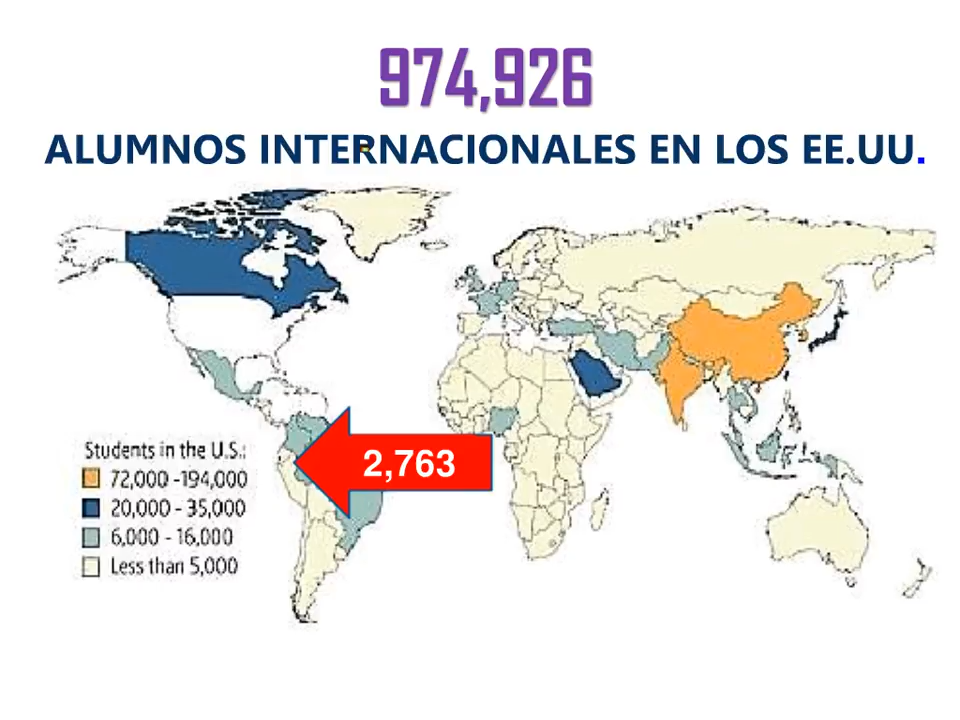 974,926
ALUMNOS INTERNACIONALES EN LOS EE.UU.
2,763
Students in the U.S.:
72,000 -194,000
20,000 - 35,000
6,000 - 16,000
Less than 5,000